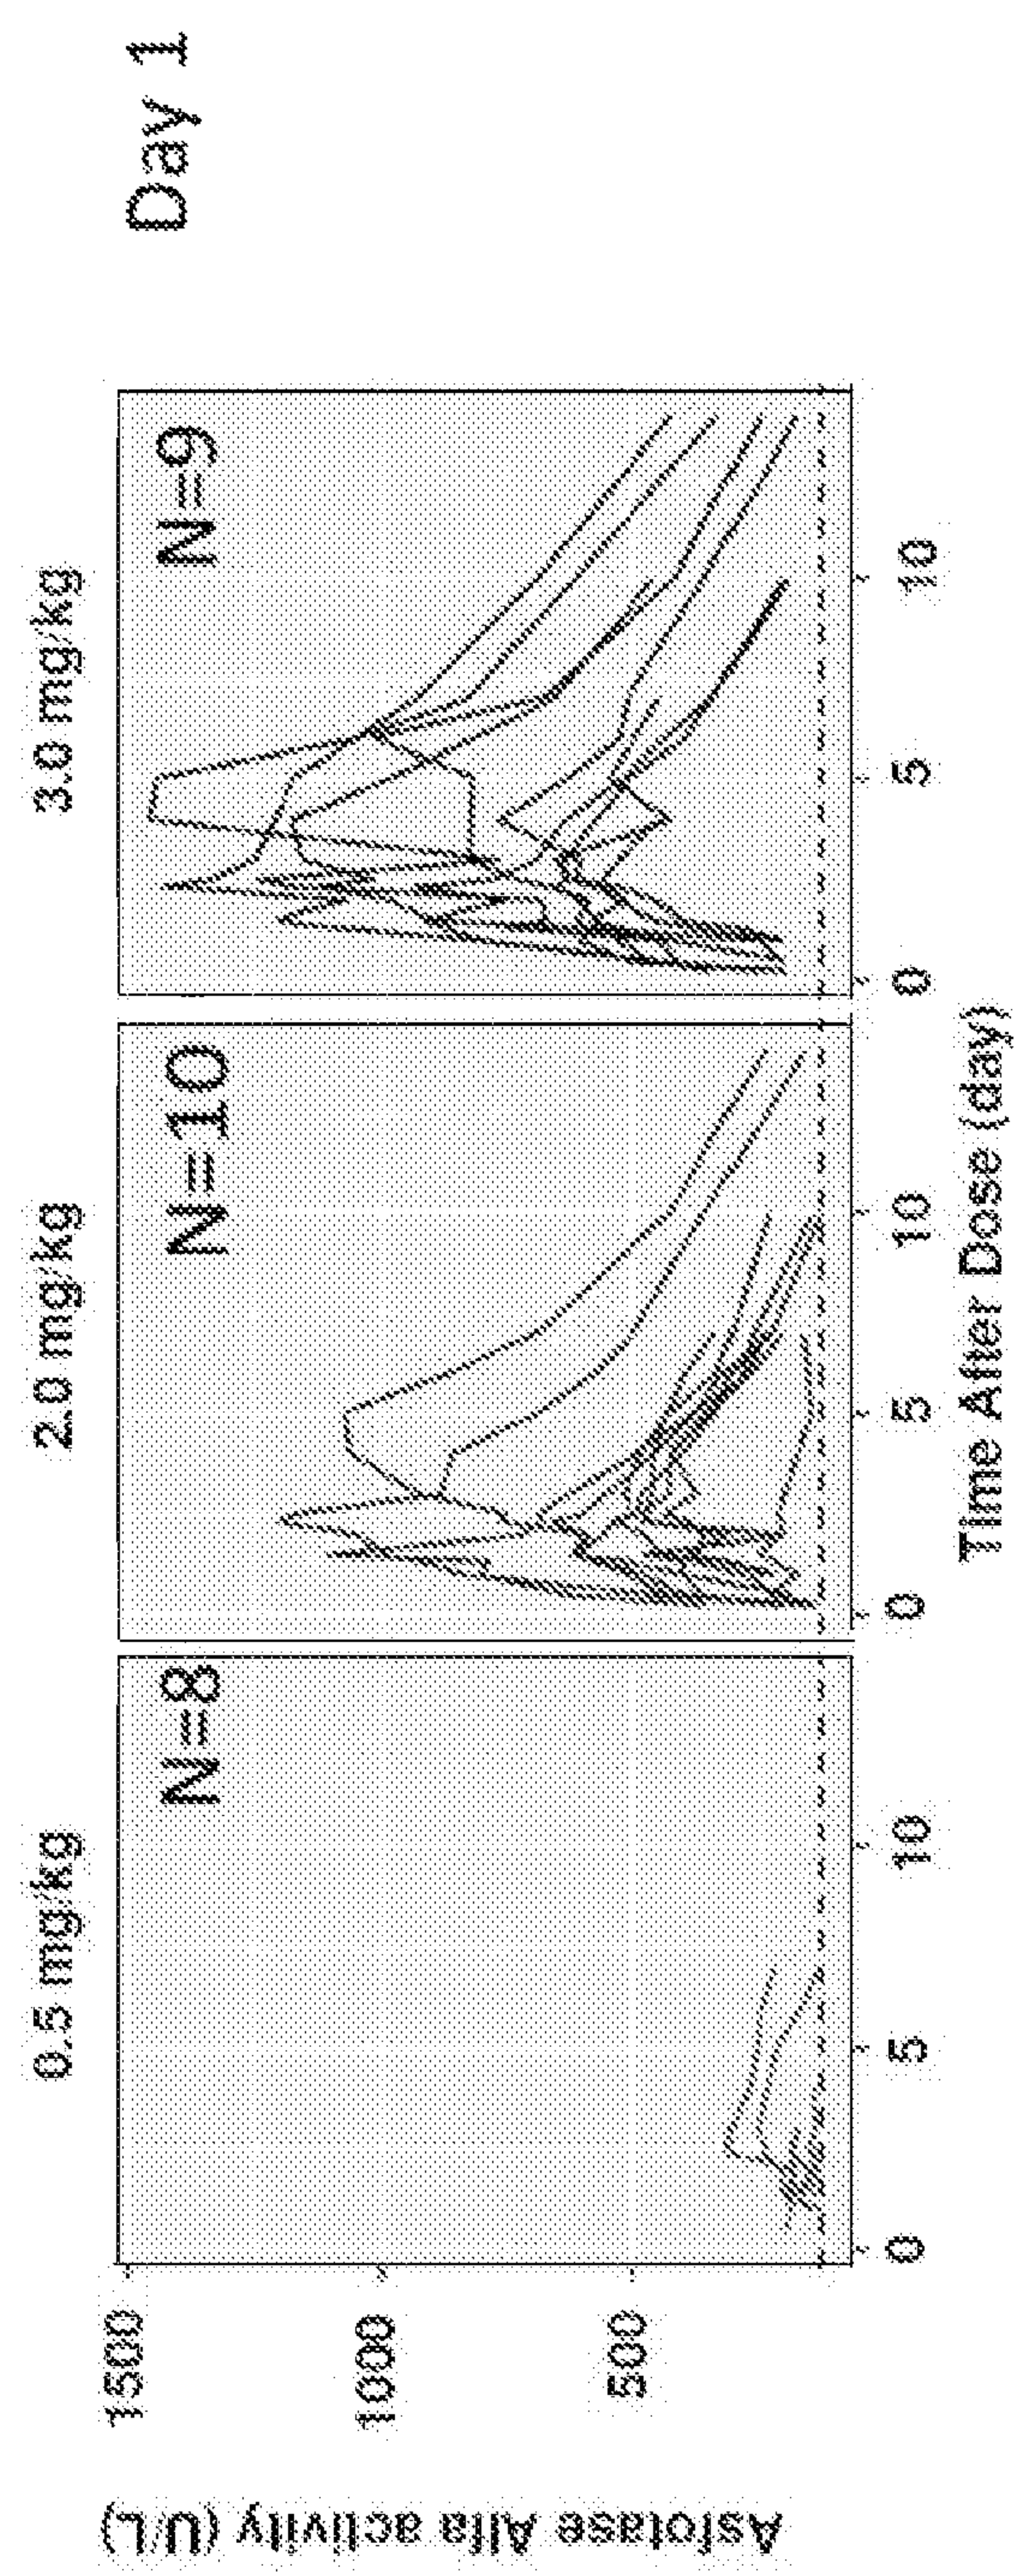 Day 1
0.5 mg/kg
2.0 mg/kg
3.0 mg/kg
N=8
N=10
N=9
Asfotase Alfa activity (U/L)
1500
1000
500
0 5 10
0 5 10
0 5 10
Time After Dose (day)